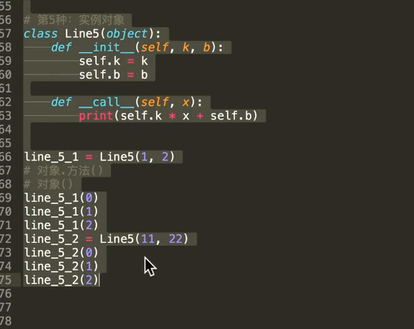 55
56 # 第5种：实例对象
57 class Line5(object):
58 def __init__(self, k, b):
59 self.k = k
60 self.b = b
61
62 def __call__(self, x):
63 print(self.k * x + self.b)
64
65
66 line_5_1 = Line5(1, 2)
67 # 对象.方法()
68 # 对象()
69 line_5_1(0)
70 line_5_1(1)
71 line_5_1(2)
72 line_5_2 = Line5(11, 22)
73 line_5_2(0)
74 line_5_2(1)
75 line_5_2(2)
76
77
78